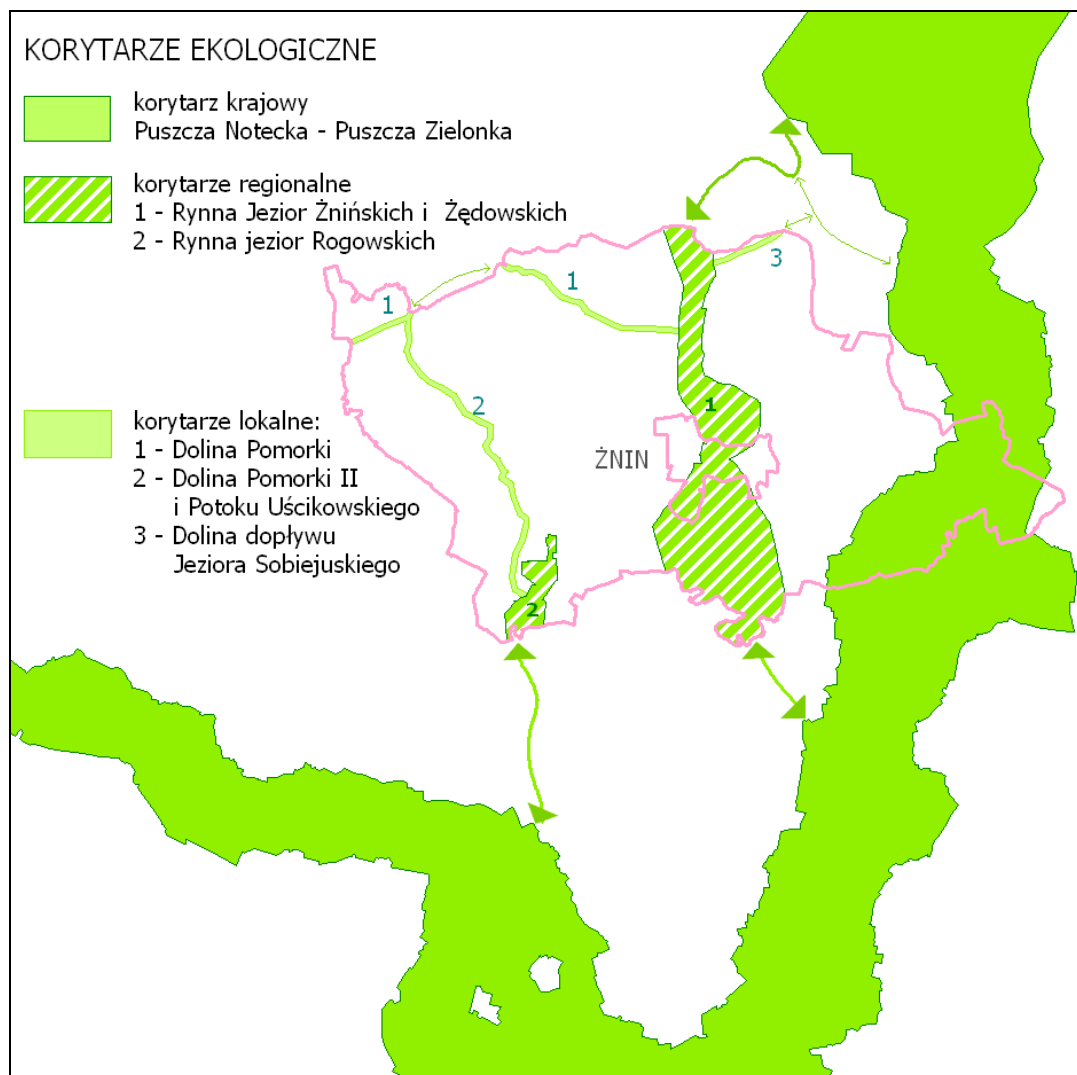 KORYTARZE EKOLOGICZNE
korytarz krajowy
Puszcza Notecka - Puszcza Zielonka
korytarze regionalne
1 - Rynna Jezior Żnińskich i Żędowskich
2 - Rynna jezior Rogowskich
korytarze lokalne:
1 - Dolina Pomorki
2 - Dolina Pomorki II
i Potoku Uścikowskiego
3 - Dolina dopływu
Jeziora Sobiejuskiego
3
1
1
2
1
ŻNIN
2